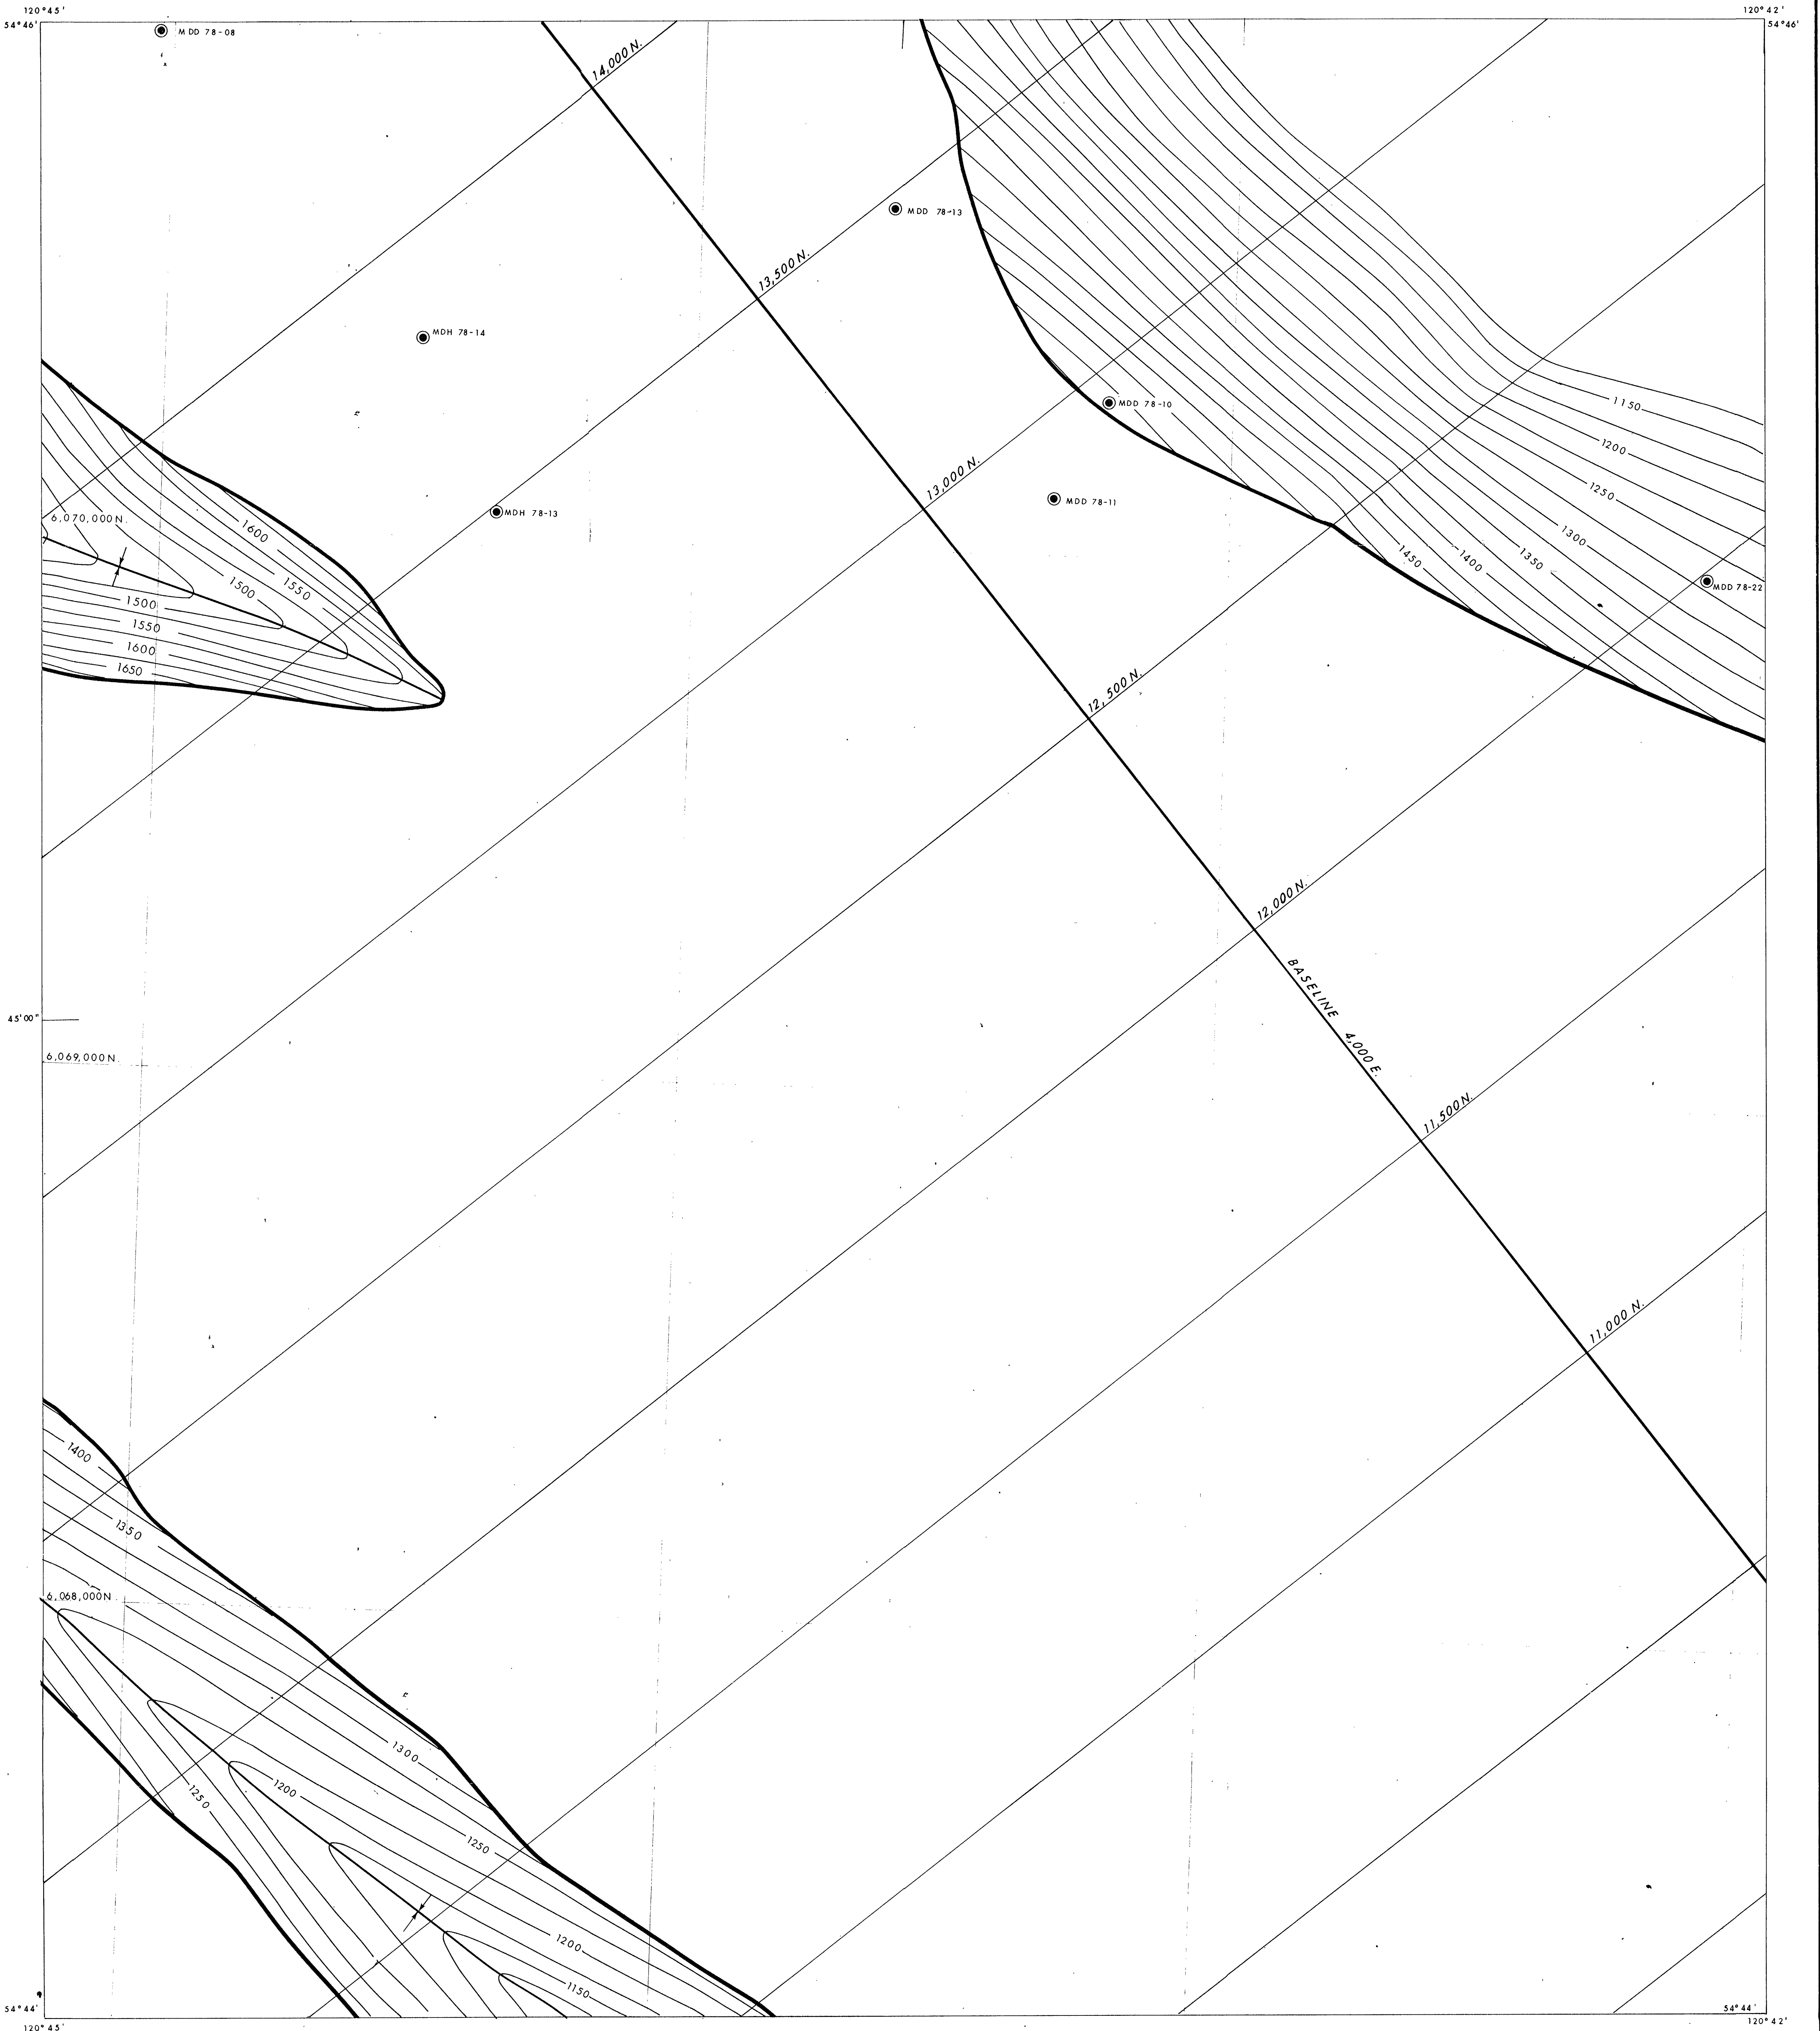 120°45'
120°42'
54°46'
54°46'
MDD 78-08
14,000 N.
MDD 78-13
13,500 N.
MDH 78-14
MDD 78-10
1150
1200
13,000 N.
1250
MDD 78-11
MDH 78-13
6,070,000 N.
1600
1300
1450
1400
1350
MDD 78-22
1550
1500
1500
1550
1600
1650
12,500 N.
12,000 N.
BASELINE 4,000 E.
45'00"
6,069,000 N.
11,500 N.
11,000 N.
1400
1350
6,068,000 N.
1300
1200
1250
1250
1200
1150
54°44'
54°44'
120°45'
120°42'